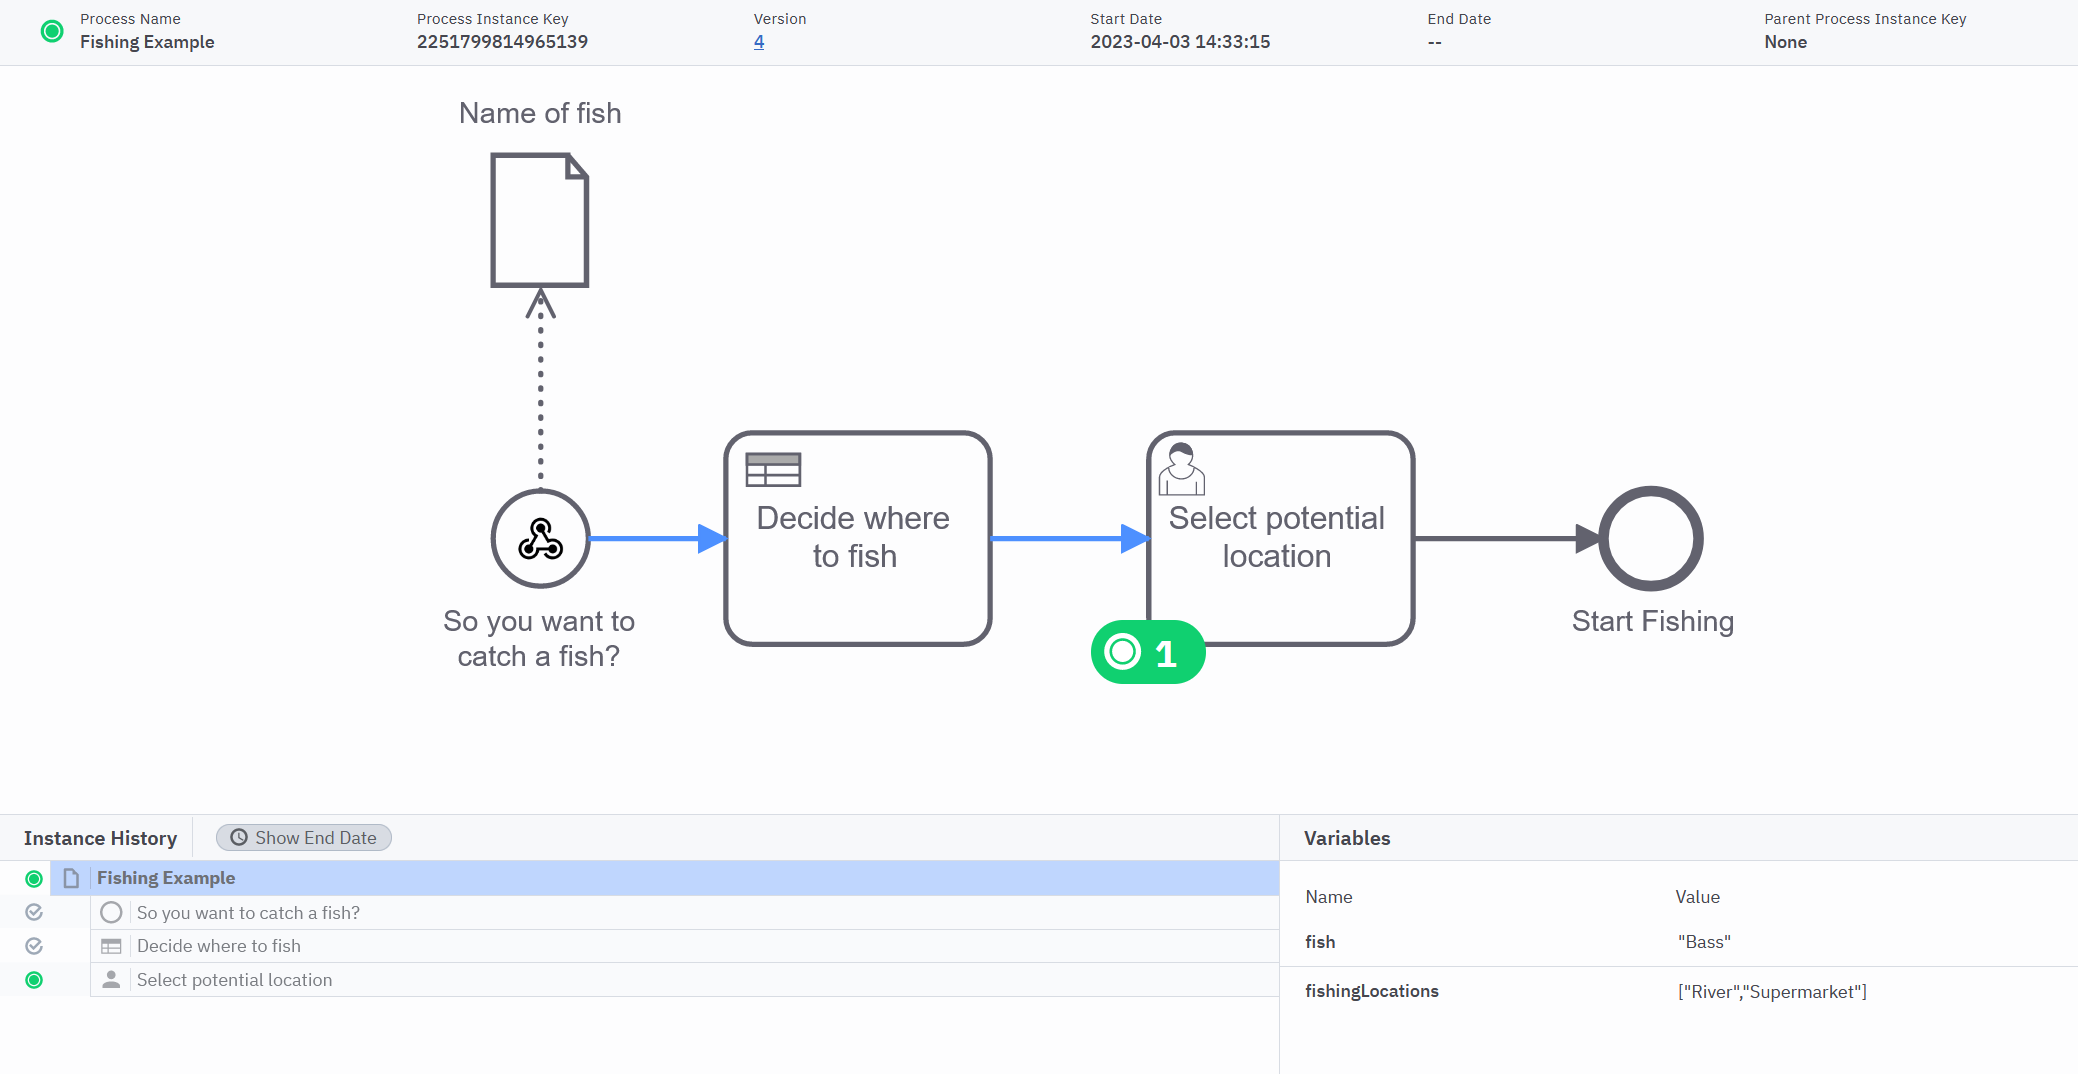 Process Name
Fishing Example
Process Instance Key
2251799814965139
Version
4
Start Date
2023-04-03 14:33:15
End Date
--
Parent Process Instance Key
None
Name of fish
So you want to
catch a fish?
Decide where
to fish
Select potential
location
1
Start Fishing
Instance History
Show End Date
Fishing Example
So you want to catch a fish?
Decide where to fish
Select potential location
Variables
Name
Value
fish
"Bass"
fishingLocations
["River","Supermarket"]